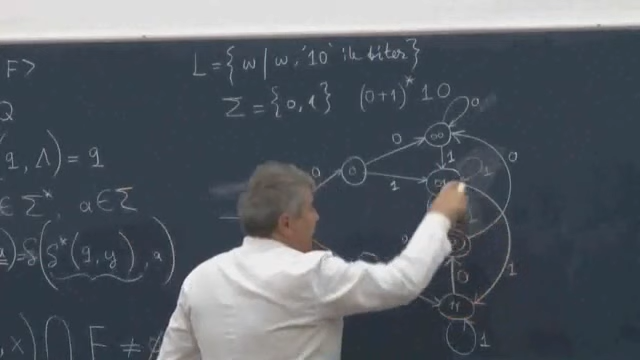 F>
Q
(q, Λ) = q
∈ Σ*, a ∈ Σ
a) = δ(δ*(q, y), a)
, x) ∩ F ≠
L = { w | w, '10' ile biter }
Σ = {0, 1} (0+1)* 10
0
0
00
1
0
1
01
1
0
0
1
11
1